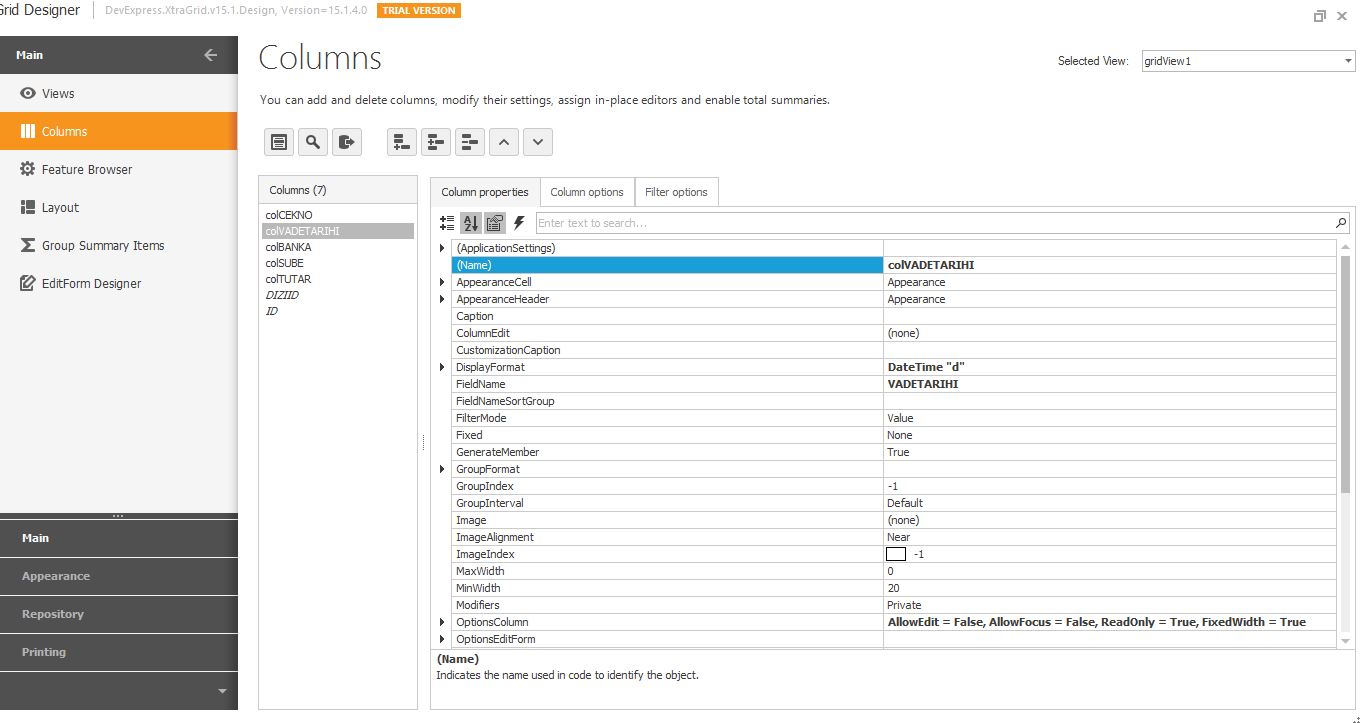 Grid Designer
DevExpress.XtraGrid.v15.1.Design, Version=15.1.4.0
TRIAL VERSION
Main
Views
Columns
Feature Browser
Layout
Group Summary Items
EditForm Designer
Main
Appearance
Repository
Printing
Columns
Selected View:
gridView1
You can add and delete columns, modify their settings, assign in-place editors and enable total summaries.
Columns (7)
colCEKNO
colVADETARIHI
colBANKA
colSUBE
colTUTAR
DIZIID
ID
Column properties
Column options
Filter options
Enter text to search...
(ApplicationSettings)
(Name) colVADETARIHI
AppearanceCell Appearance
AppearanceHeader Appearance
Caption
ColumnEdit (none)
CustomizationCaption
DisplayFormat DateTime "d"
FieldName VADETARIHI
FieldNameSortGroup
FilterMode Value
Fixed None
GenerateMember True
GroupFormat
GroupIndex -1
GroupInterval Default
Image (none)
ImageAlignment Near
ImageIndex -1
MaxWidth 0
MinWidth 20
Modifiers Private
OptionsColumn AllowEdit = False, AllowFocus = False, ReadOnly = True, FixedWidth = True
OptionsEditForm
(Name)
Indicates the name used in code to identify the object.